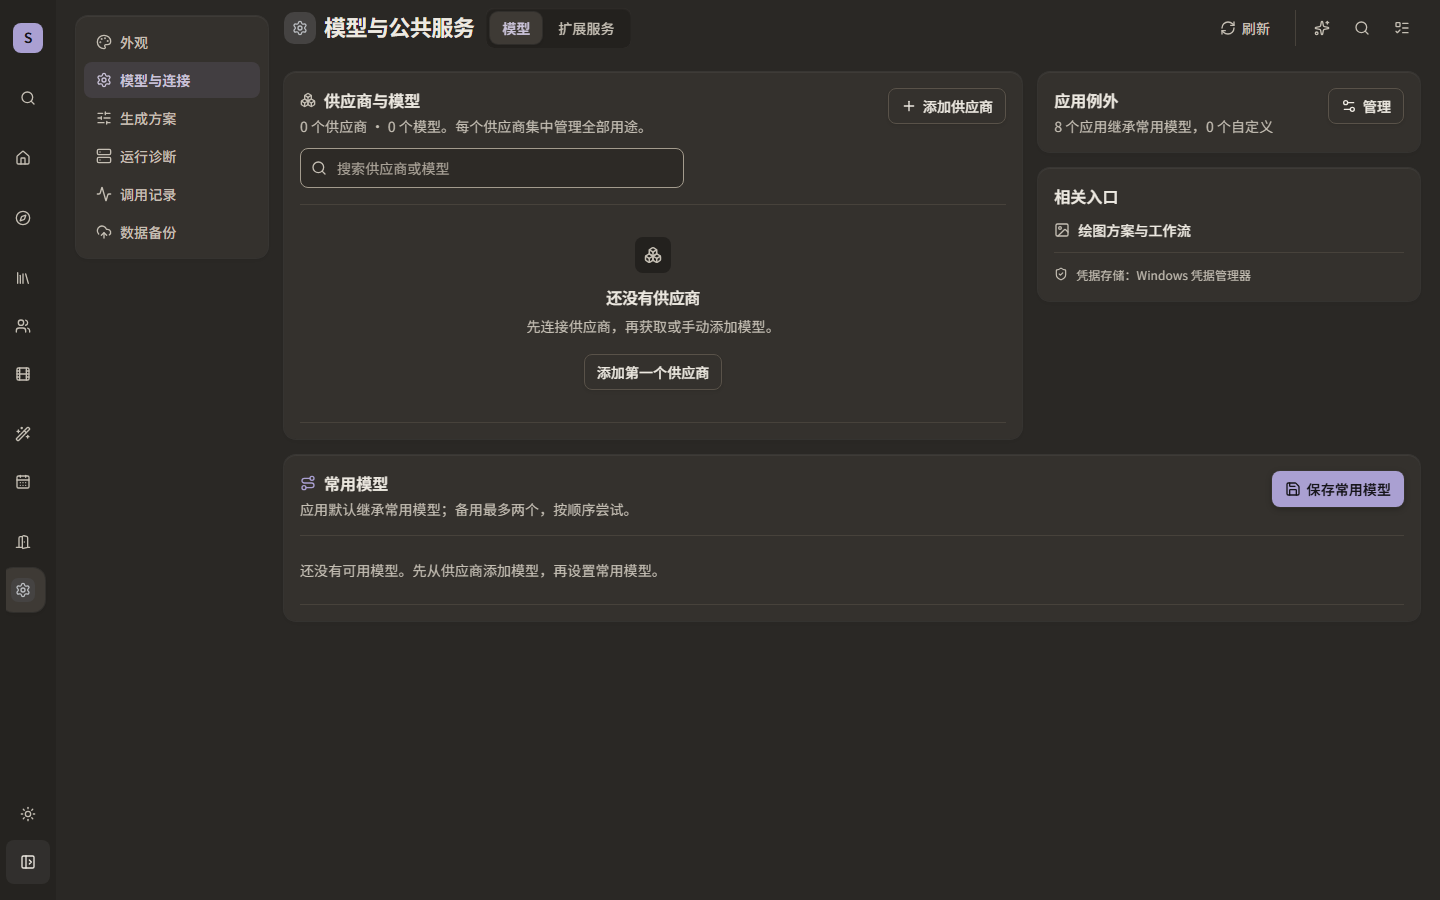 S
外观
模型与连接
生成方案
运行诊断
调用记录
数据备份
模型与公共服务
模型
扩展服务
刷新
供应商与模型
0 个供应商 · 0 个模型。每个供应商集中管理全部用途。
添加供应商
搜索供应商或模型
还没有供应商
先连接供应商，再获取或手动添加模型。
添加第一个供应商
应用例外
8 个应用继承常用模型，0 个自定义
管理
相关入口
绘图方案与工作流
凭据存储：Windows 凭据管理器
常用模型
应用默认继承常用模型；备用最多两个，按顺序尝试。
保存常用模型
还没有可用模型。先从供应商添加模型，再设置常用模型。